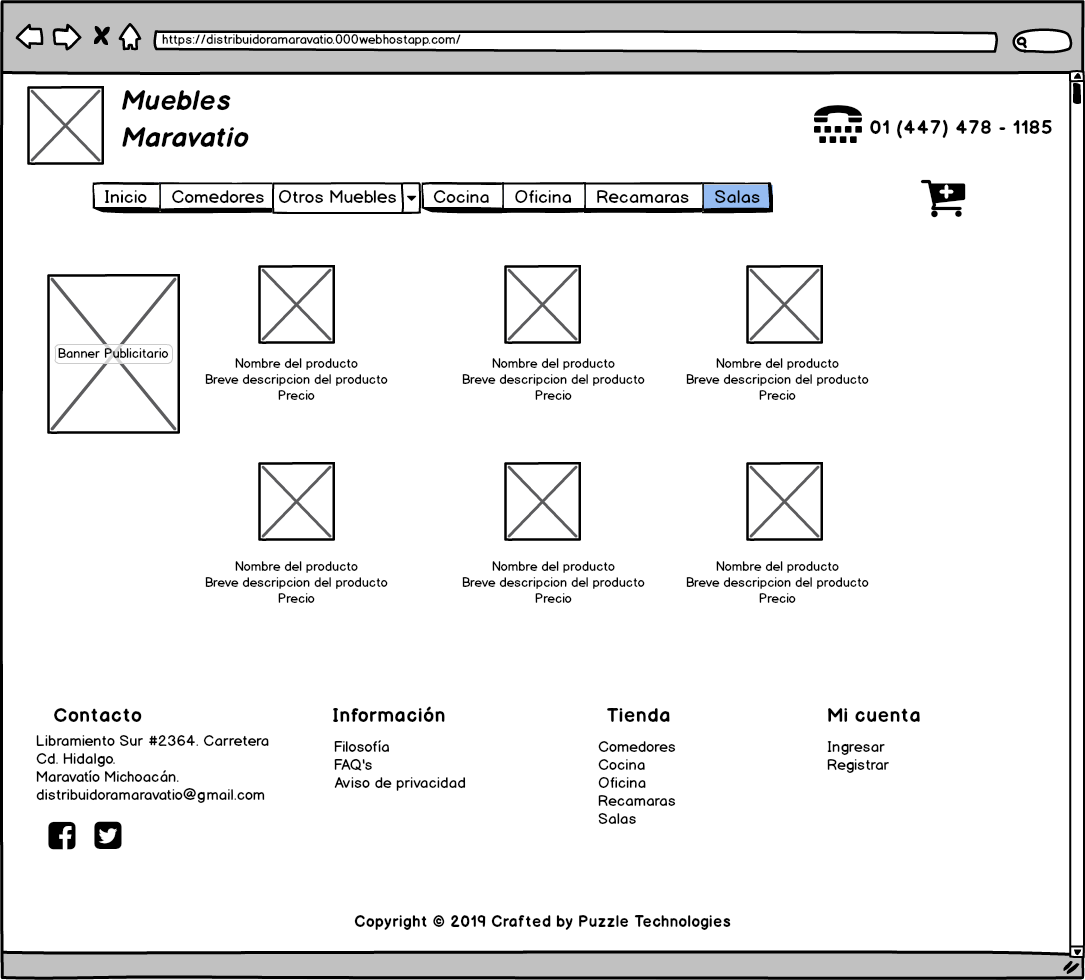 https://distribuidoramaravatio.000webhostapp.com/
Muebles
Maravatio
01 (447) 478 - 1185
Inicio Comedores Otros Muebles Cocina Oficina Recamaras Salas
Banner Publicitario
Nombre del producto
Breve descripcion del producto
Precio
Nombre del producto
Breve descripcion del producto
Precio
Nombre del producto
Breve descripcion del producto
Precio
Nombre del producto
Breve descripcion del producto
Precio
Nombre del producto
Breve descripcion del producto
Precio
Nombre del producto
Breve descripcion del producto
Precio
Contacto
Libramiento Sur #2364. Carretera
Cd. Hidalgo.
Maravatío Michoacán.
distribuidoramaravatio@gmail.com
Información
Filosofía
FAQ's
Aviso de privacidad
Tienda
Comedores
Cocina
Oficina
Recamaras
Salas
Mi cuenta
Ingresar
Registrar
Copyright © 2019 Crafted by Puzzle Technologies